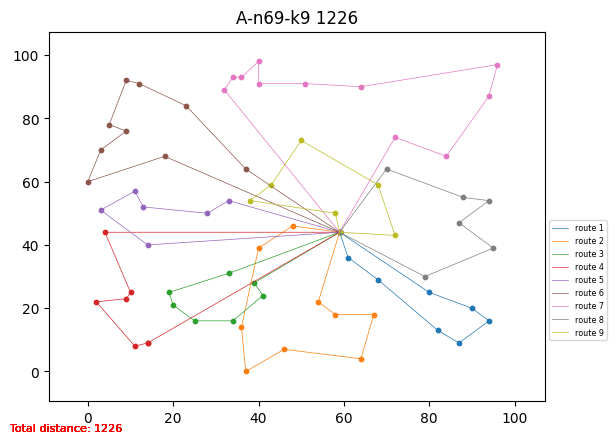 A-n69-k9 1226
100
80
60
40
20
0
0 20 40 60 80 100
route 1
route 2
route 3
route 4
route 5
route 6
route 7
route 8
route 9
Total distance: 1226